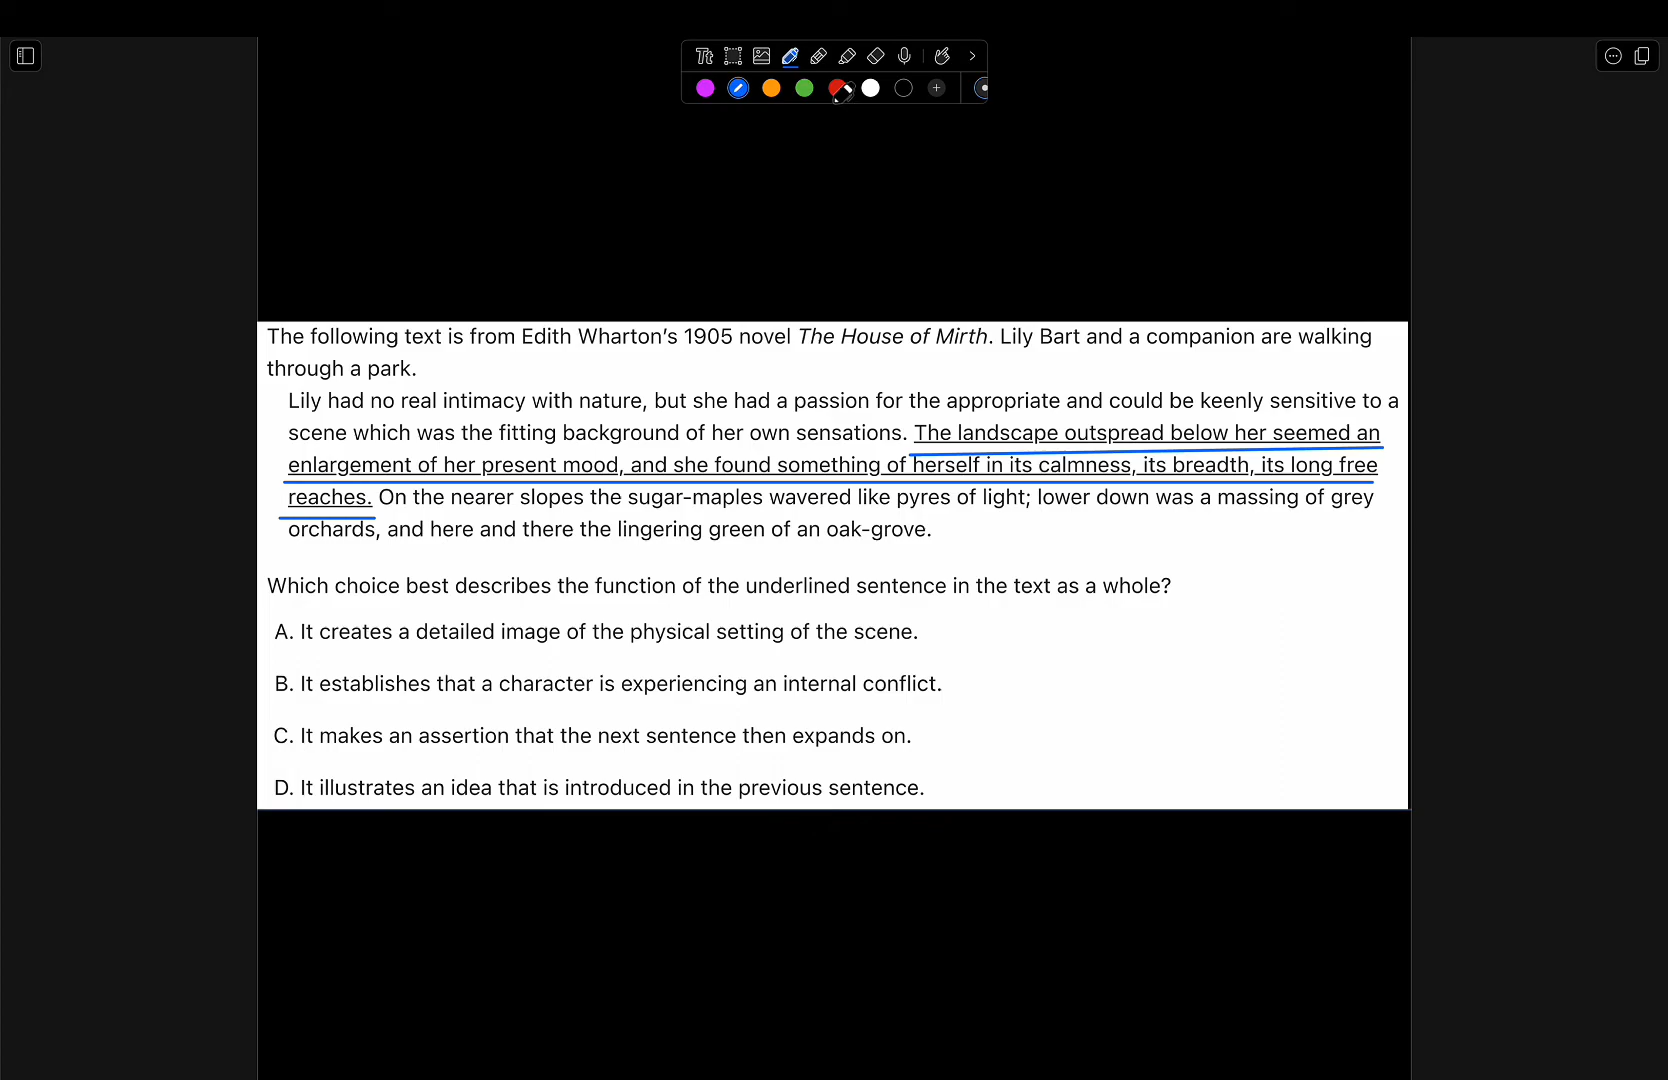 Tt
The following text is from Edith Wharton’s 1905 novel The House of Mirth. Lily Bart and a companion are walking
through a park.
Lily had no real intimacy with nature, but she had a passion for the appropriate and could be keenly sensitive to a
scene which was the fitting background of her own sensations. The landscape outspread below her seemed an
enlargement of her present mood, and she found something of herself in its calmness, its breadth, its long free
reaches. On the nearer slopes the sugar-maples wavered like pyres of light; lower down was a massing of grey
orchards, and here and there the lingering green of an oak-grove.
Which choice best describes the function of the underlined sentence in the text as a whole?
A. It creates a detailed image of the physical setting of the scene.
B. It establishes that a character is experiencing an internal conflict.
C. It makes an assertion that the next sentence then expands on.
D. It illustrates an idea that is introduced in the previous sentence.